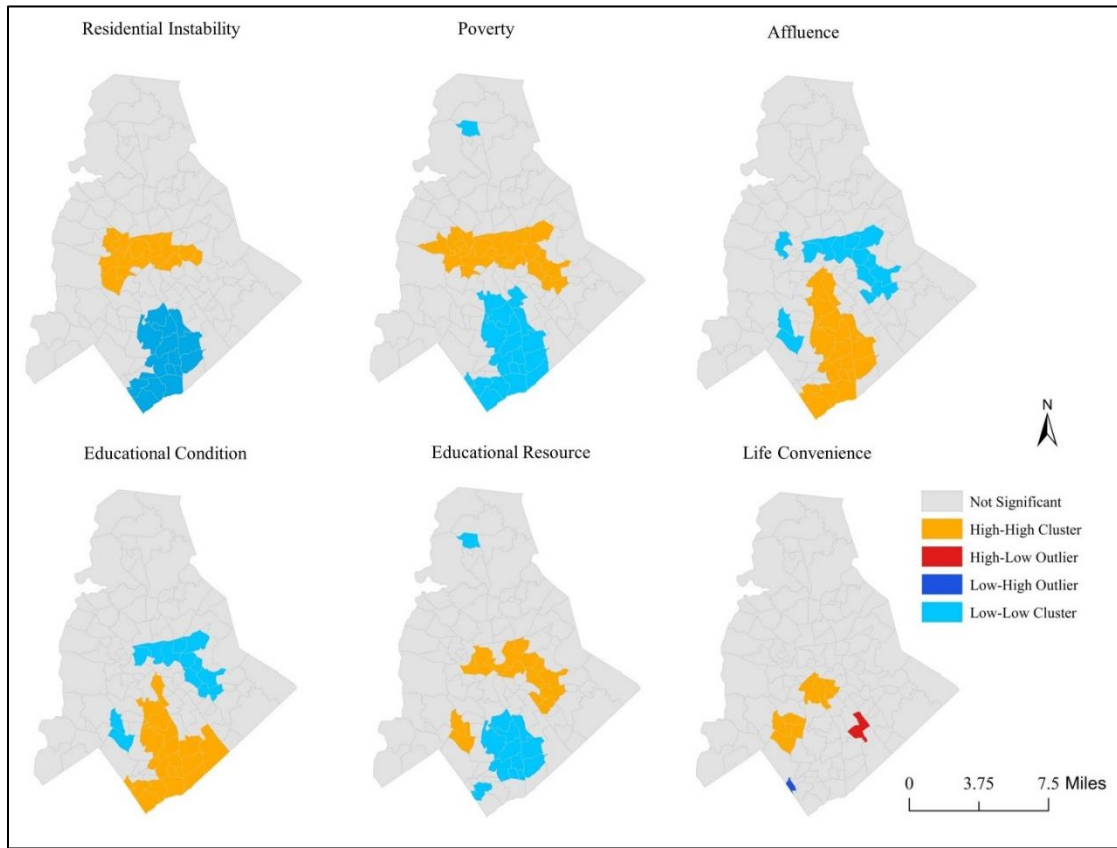 Residential Instability
Poverty
Affluence
N
Educational Condition
Educational Resource
Life Convenience
Not Significant
High-High Cluster
High-Low Outlier
Low-High Outlier
Low-Low Cluster
0 3.75 7.5 Miles